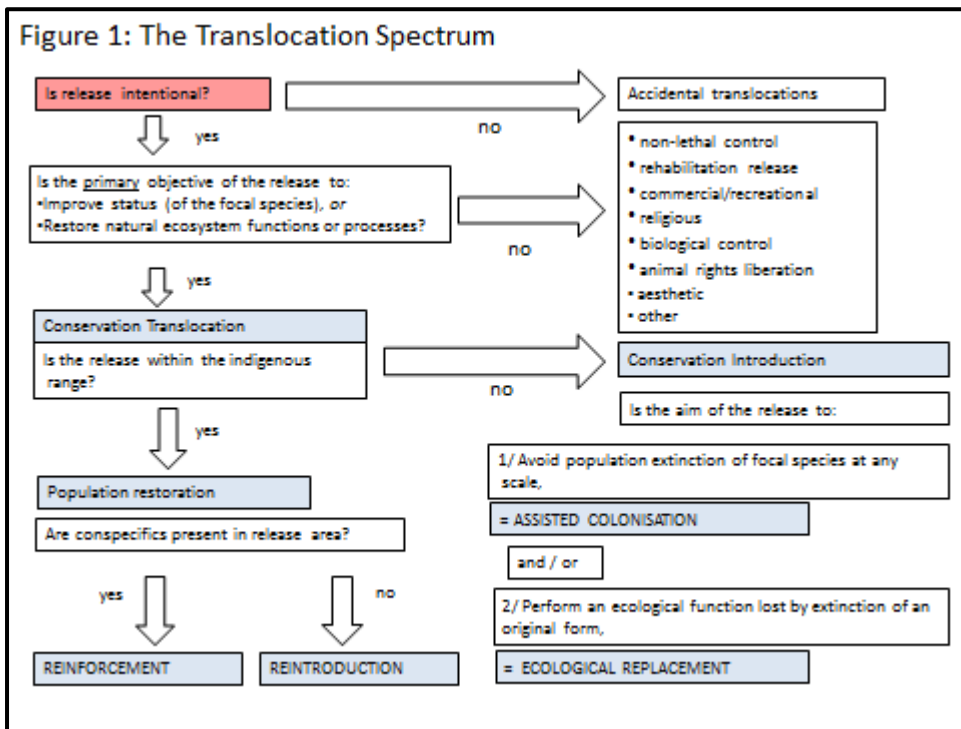 Figure 1: The Translocation Spectrum
Is release intentional?
no
Accidental translocations
yes
Is the primary objective of the release to:
•Improve status (of the focal species), or
•Restore natural ecosystem functions or processes?
no
• non-lethal control
• rehabilitation release
• commercial/recreational
• religious
• biological control
• animal rights liberation
• aesthetic
• other
yes
Conservation Translocation
Is the release within the indigenous
range?
no
Conservation Introduction
Is the aim of the release to:
yes
Population restoration
Are conspecifics present in release area?
yes
no
REINFORCEMENT
REINTRODUCTION
1/ Avoid population extinction of focal species at any
scale,
= ASSISTED COLONISATION
and / or
2/ Perform an ecological function lost by extinction of an
original form,
= ECOLOGICAL REPLACEMENT